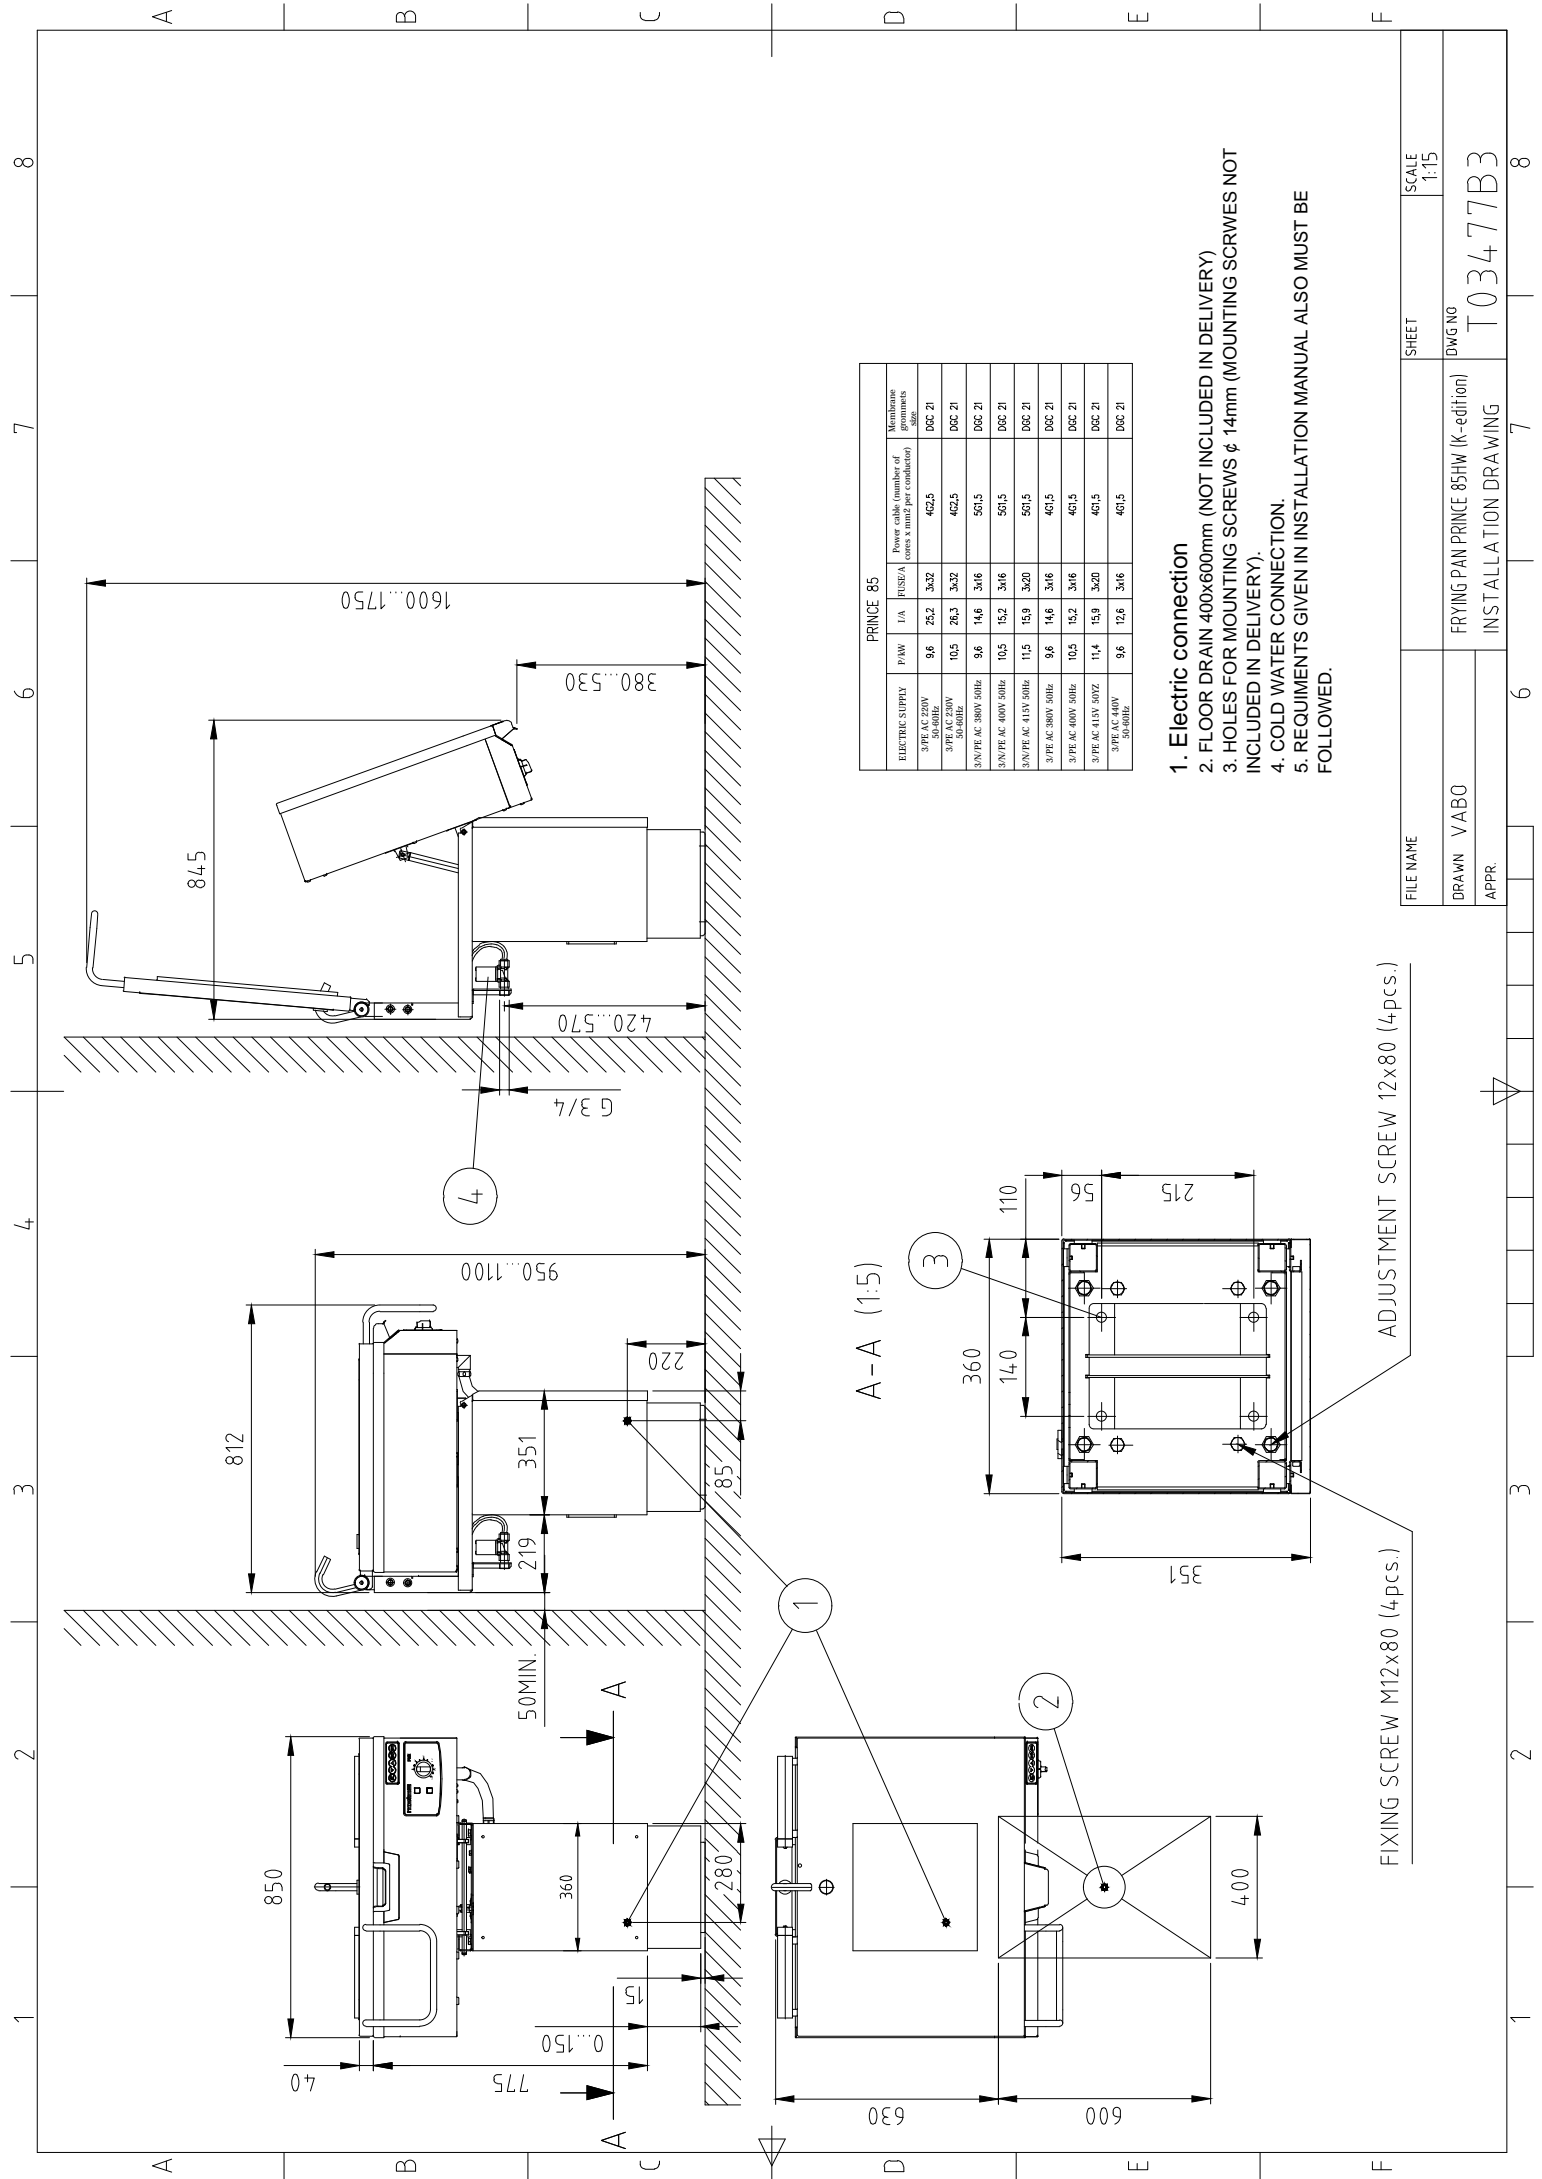 1 2 3 4 5 6 7 8
A
B
C
D
E
F
A
B
C
D
E
F
1 2 3 4 5 6 7 8
850
40
775
0...150
15
360
280
A
A
50MIN.
812
219
351
950...1100
220
85
1
845
1600...1750
380...530
420...570
G 3/4
4
630
600
400
2
A-A (1:5)
3
360
140
110
56
215
351
FIXING SCREW M12x80 (4pcs.)
ADJUSTMENT SCREW 12x80 (4pcs.)
PRINCE 85
ELECTRIC SUPPLY P/kW I/A FUSE/A Power cable (number of cores x mm2 per conductor) Membrane grommets size
3/PE AC 220V 50-60Hz 9,6 25,2 3x32 4G2,5 DGC 21
3/PE AC 230V 50-60Hz 10,5 26,3 3x32 4G2,5 DGC 21
3/N/PE AC 380V 50Hz 9,6 14,6 3x16 5G1,5 DGC 21
3/N/PE AC 400V 50Hz 10,5 15,2 3x16 5G1,5 DGC 21
3/N/PE AC 415V 50Hz 11,5 15,9 3x20 5G1,5 DGC 21
3/PE AC 380V 50Hz 9,6 14,6 3x16 4G1,5 DGC 21
3/PE AC 400V 50Hz 10,5 15,2 3x16 4G1,5 DGC 21
3/PE AC 415V 50YZ 11,4 15,9 3x20 4G1,5 DGC 21
3/PE AC 440V 50-60Hz 9,6 12,6 3x16 4G1,5 DGC 21
1. Electric connection
2. FLOOR DRAIN 400x600mm (NOT INCLUDED IN DELIVERY)
3. HOLES FOR MOUNTING SCREWS ¢ 14mm (MOUNTING SCRWES NOT
INCLUDED IN DELIVERY).
4. COLD WATER CONNECTION.
5. REQUIMENTS GIVEN IN INSTALLATION MANUAL ALSO MUST BE
FOLLOWED.
FILE NAME
SHEET
SCALE
1:15
DRAWN VABO
APPR.
FRYING PAN PRINCE 85HW (K-edition)
INSTALLATION DRAWING
DWG NO
T03477B3